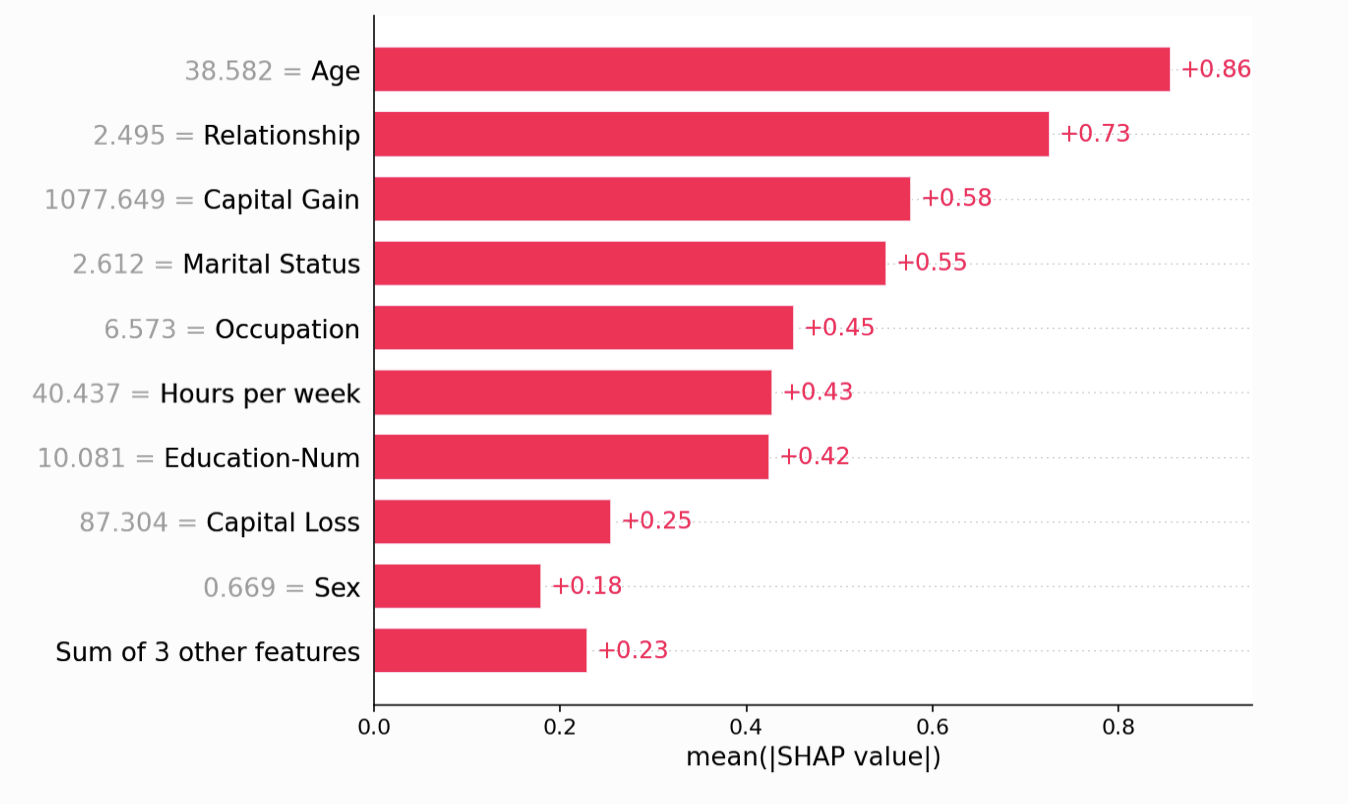 38.582 = Age +0.86
2.495 = Relationship +0.73
1077.649 = Capital Gain +0.58
2.612 = Marital Status +0.55
6.573 = Occupation +0.45
40.437 = Hours per week +0.43
10.081 = Education-Num +0.42
87.304 = Capital Loss +0.25
0.669 = Sex +0.18
Sum of 3 other features +0.23
0.0 0.2 0.4 0.6 0.8
mean(|SHAP value|)